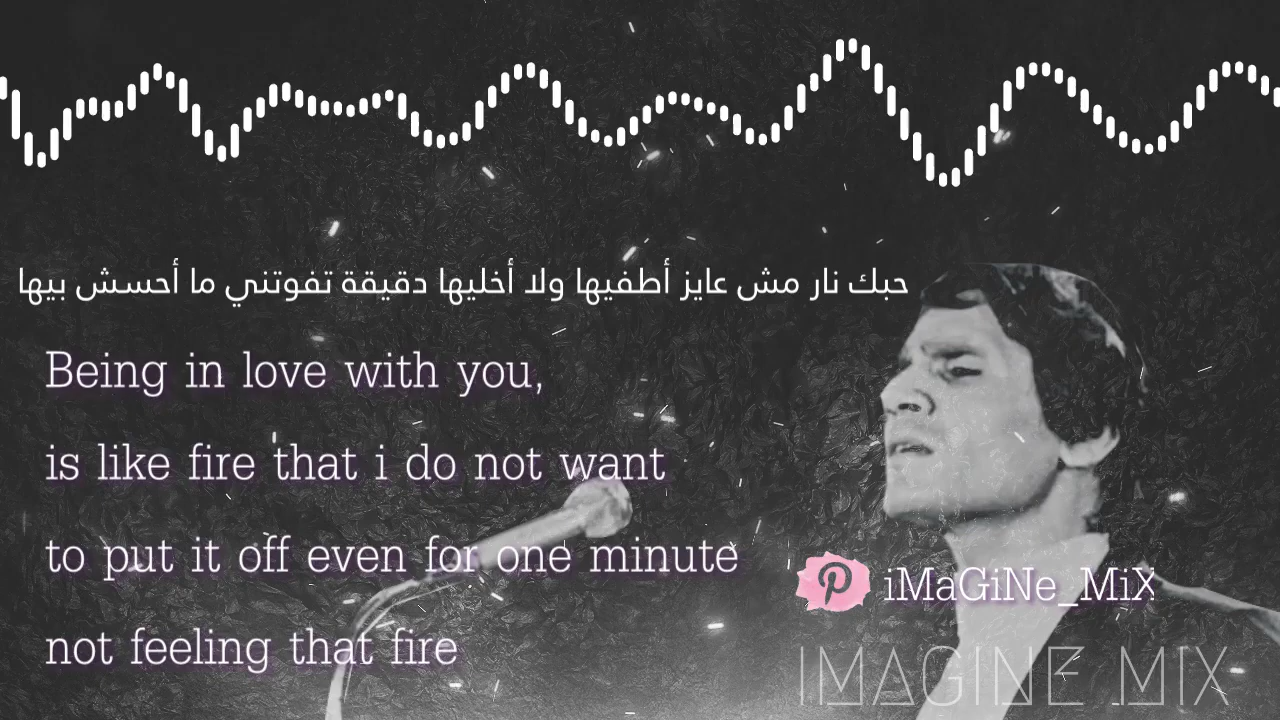 حبك نار مش عايز أطفيها ولا أخليها دقيقة تفوتني ما أحسش بيها
Being in love with you,
is like fire that i do not want
to put it off even for one minute
not feeling that fire
iMaGiNe_MiX
IMAGINE MIX